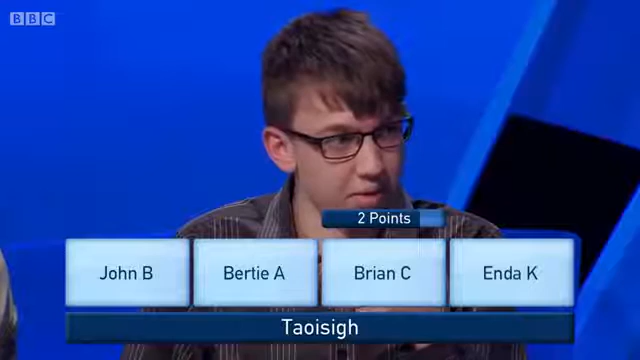 BBC
2 Points
John B
Bertie A
Brian C
Enda K
Taoisigh